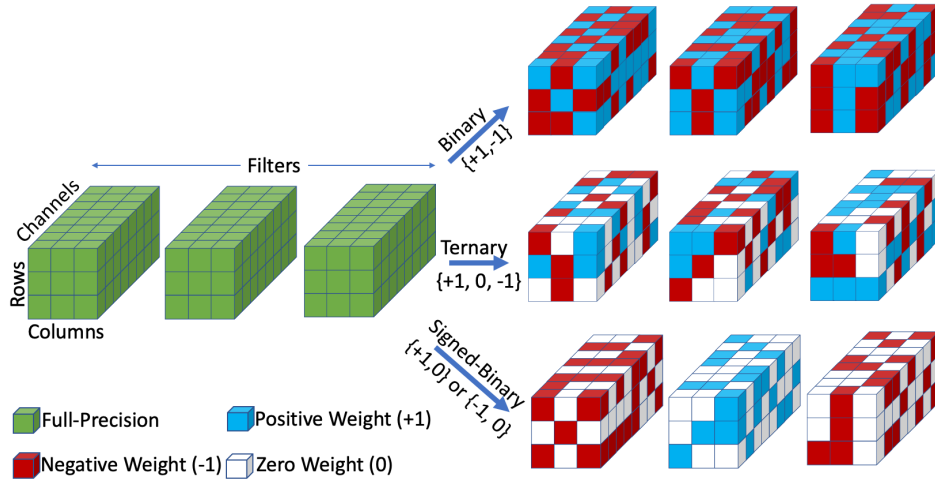 Binary
{+1,-1}
Filters
Channels
Rows
Columns
Ternary
{+1, 0, -1}
Signed-Binary
{+1,0} or {-1, 0}
Full-Precision
Positive Weight (+1)
Negative Weight (-1)
Zero Weight (0)